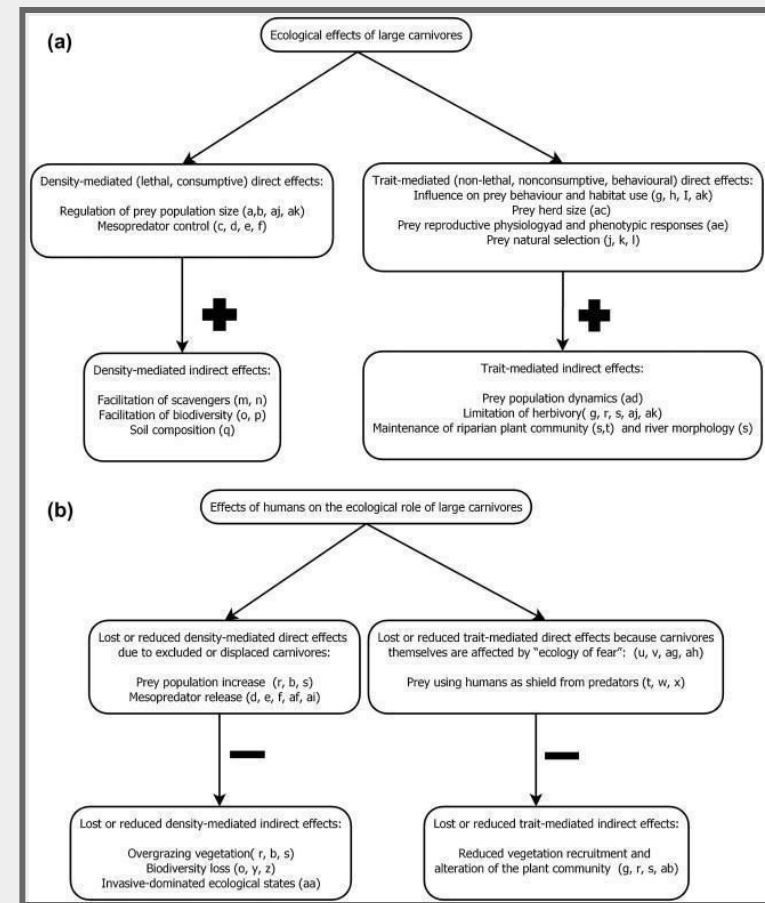 (a)
Ecological effects of large carnivores
Density-mediated (lethal, consumptive) direct effects:
Regulation of prey population size (a,b, aj, ak)
Mesopredator control (c, d, e, f)
Trait-mediated (non-lethal, nonconsumptive, behavioural) direct effects:
Influence on prey behaviour and habitat use (g, h, I, ak)
Prey herd size (ac)
Prey reproductive physiologyad and phenotypic responses (ae)
Prey natural selection (j, k, l)
Density-mediated indirect effects:
Facilitation of scavengers (m, n)
Facilitation of biodiversity (o, p)
Soil composition (q)
Trait-mediated indirect effects:
Prey population dynamics (ad)
Limitation of herbivory( g, r, s, aj, ak)
Maintenance of riparian plant community (s,t) and river morphology (s)
(b)
Effects of humans on the ecological role of large carnivores
Lost or reduced density-mediated direct effects
due to excluded or displaced carnivores:
Prey population increase (r, b, s)
Mesopredator release (d, e, f, af, ai)
Lost or reduced trait-mediated direct effects because carnivores
themselves are affected by “ecology of fear”: (u, v, ag, ah)
Prey using humans as shield from predators (t, w, x)
Lost or reduced density-mediated indirect effects:
Overgrazing vegetation( r, b, s)
Biodiversity loss (o, y, z)
Invasive-dominated ecological states (aa)
Lost or reduced trait-mediated indirect effects:
Reduced vegetation recruitment and
alteration of the plant community (g, r, s, ab)